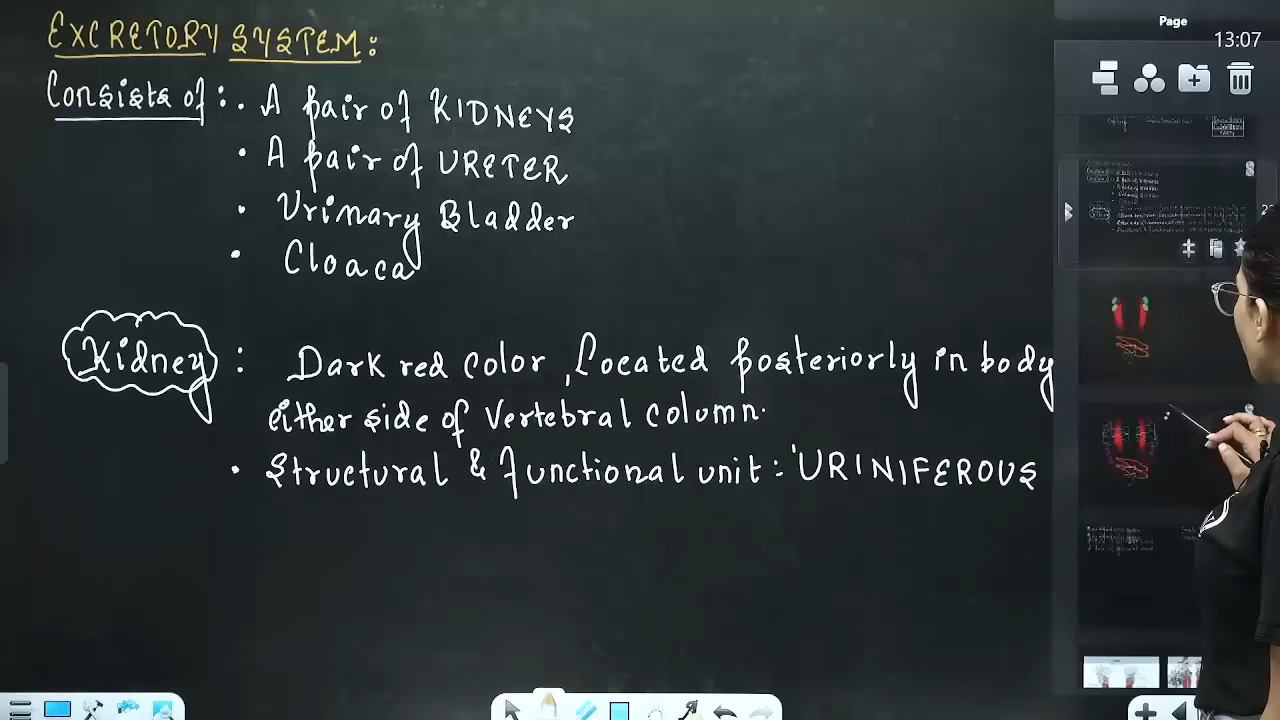 Page
13:07
EXCRETORY SYSTEM:
Consists of: • A pair of KIDNEYS
• A pair of URETER
• Urinary Bladder
• Cloaca
Kidney: Dark red color, Located posteriorly in body
either side of Vertebral column.
• Structural & functional unit: 'URINIFEROUS